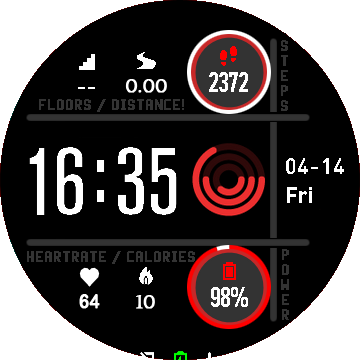 -- 0.00 2372
FLOORS / DISTANCE!
STEPS
16:35
04-14
Fri
HEARTRATE / CALORIES
64 10 98%
POWER